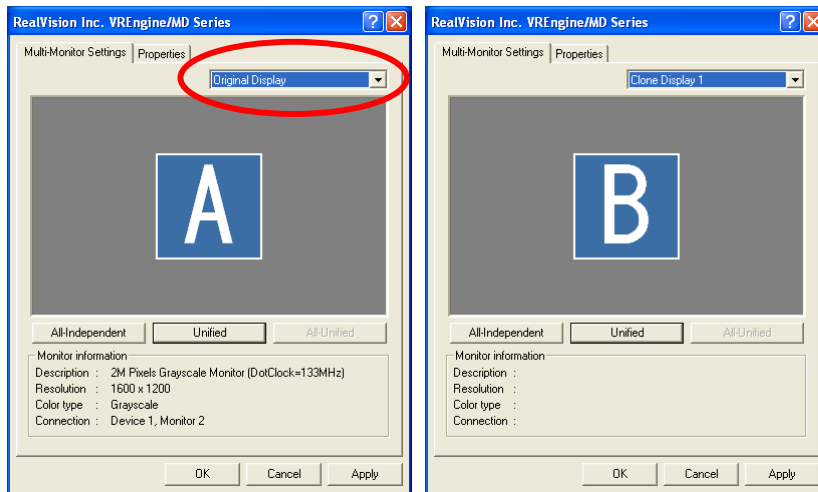 RealVision Inc. VREngine/MD Series
Multi-Monitor Settings Properties
Original Display
A
All-Independent Unified All-Unified
Monitor information
Description : 2M Pixels Grayscale Monitor (DotClock=133MHz)
Resolution : 1600 x 1200
Color type : Grayscale
Connection : Device 1, Monitor 2
OK Cancel Apply
RealVision Inc. VREngine/MD Series
Multi-Monitor Settings Properties
Clone Display 1
B
All-Independent Unified All-Unified
Monitor information
Description :
Resolution :
Color type :
Connection :
OK Cancel Apply